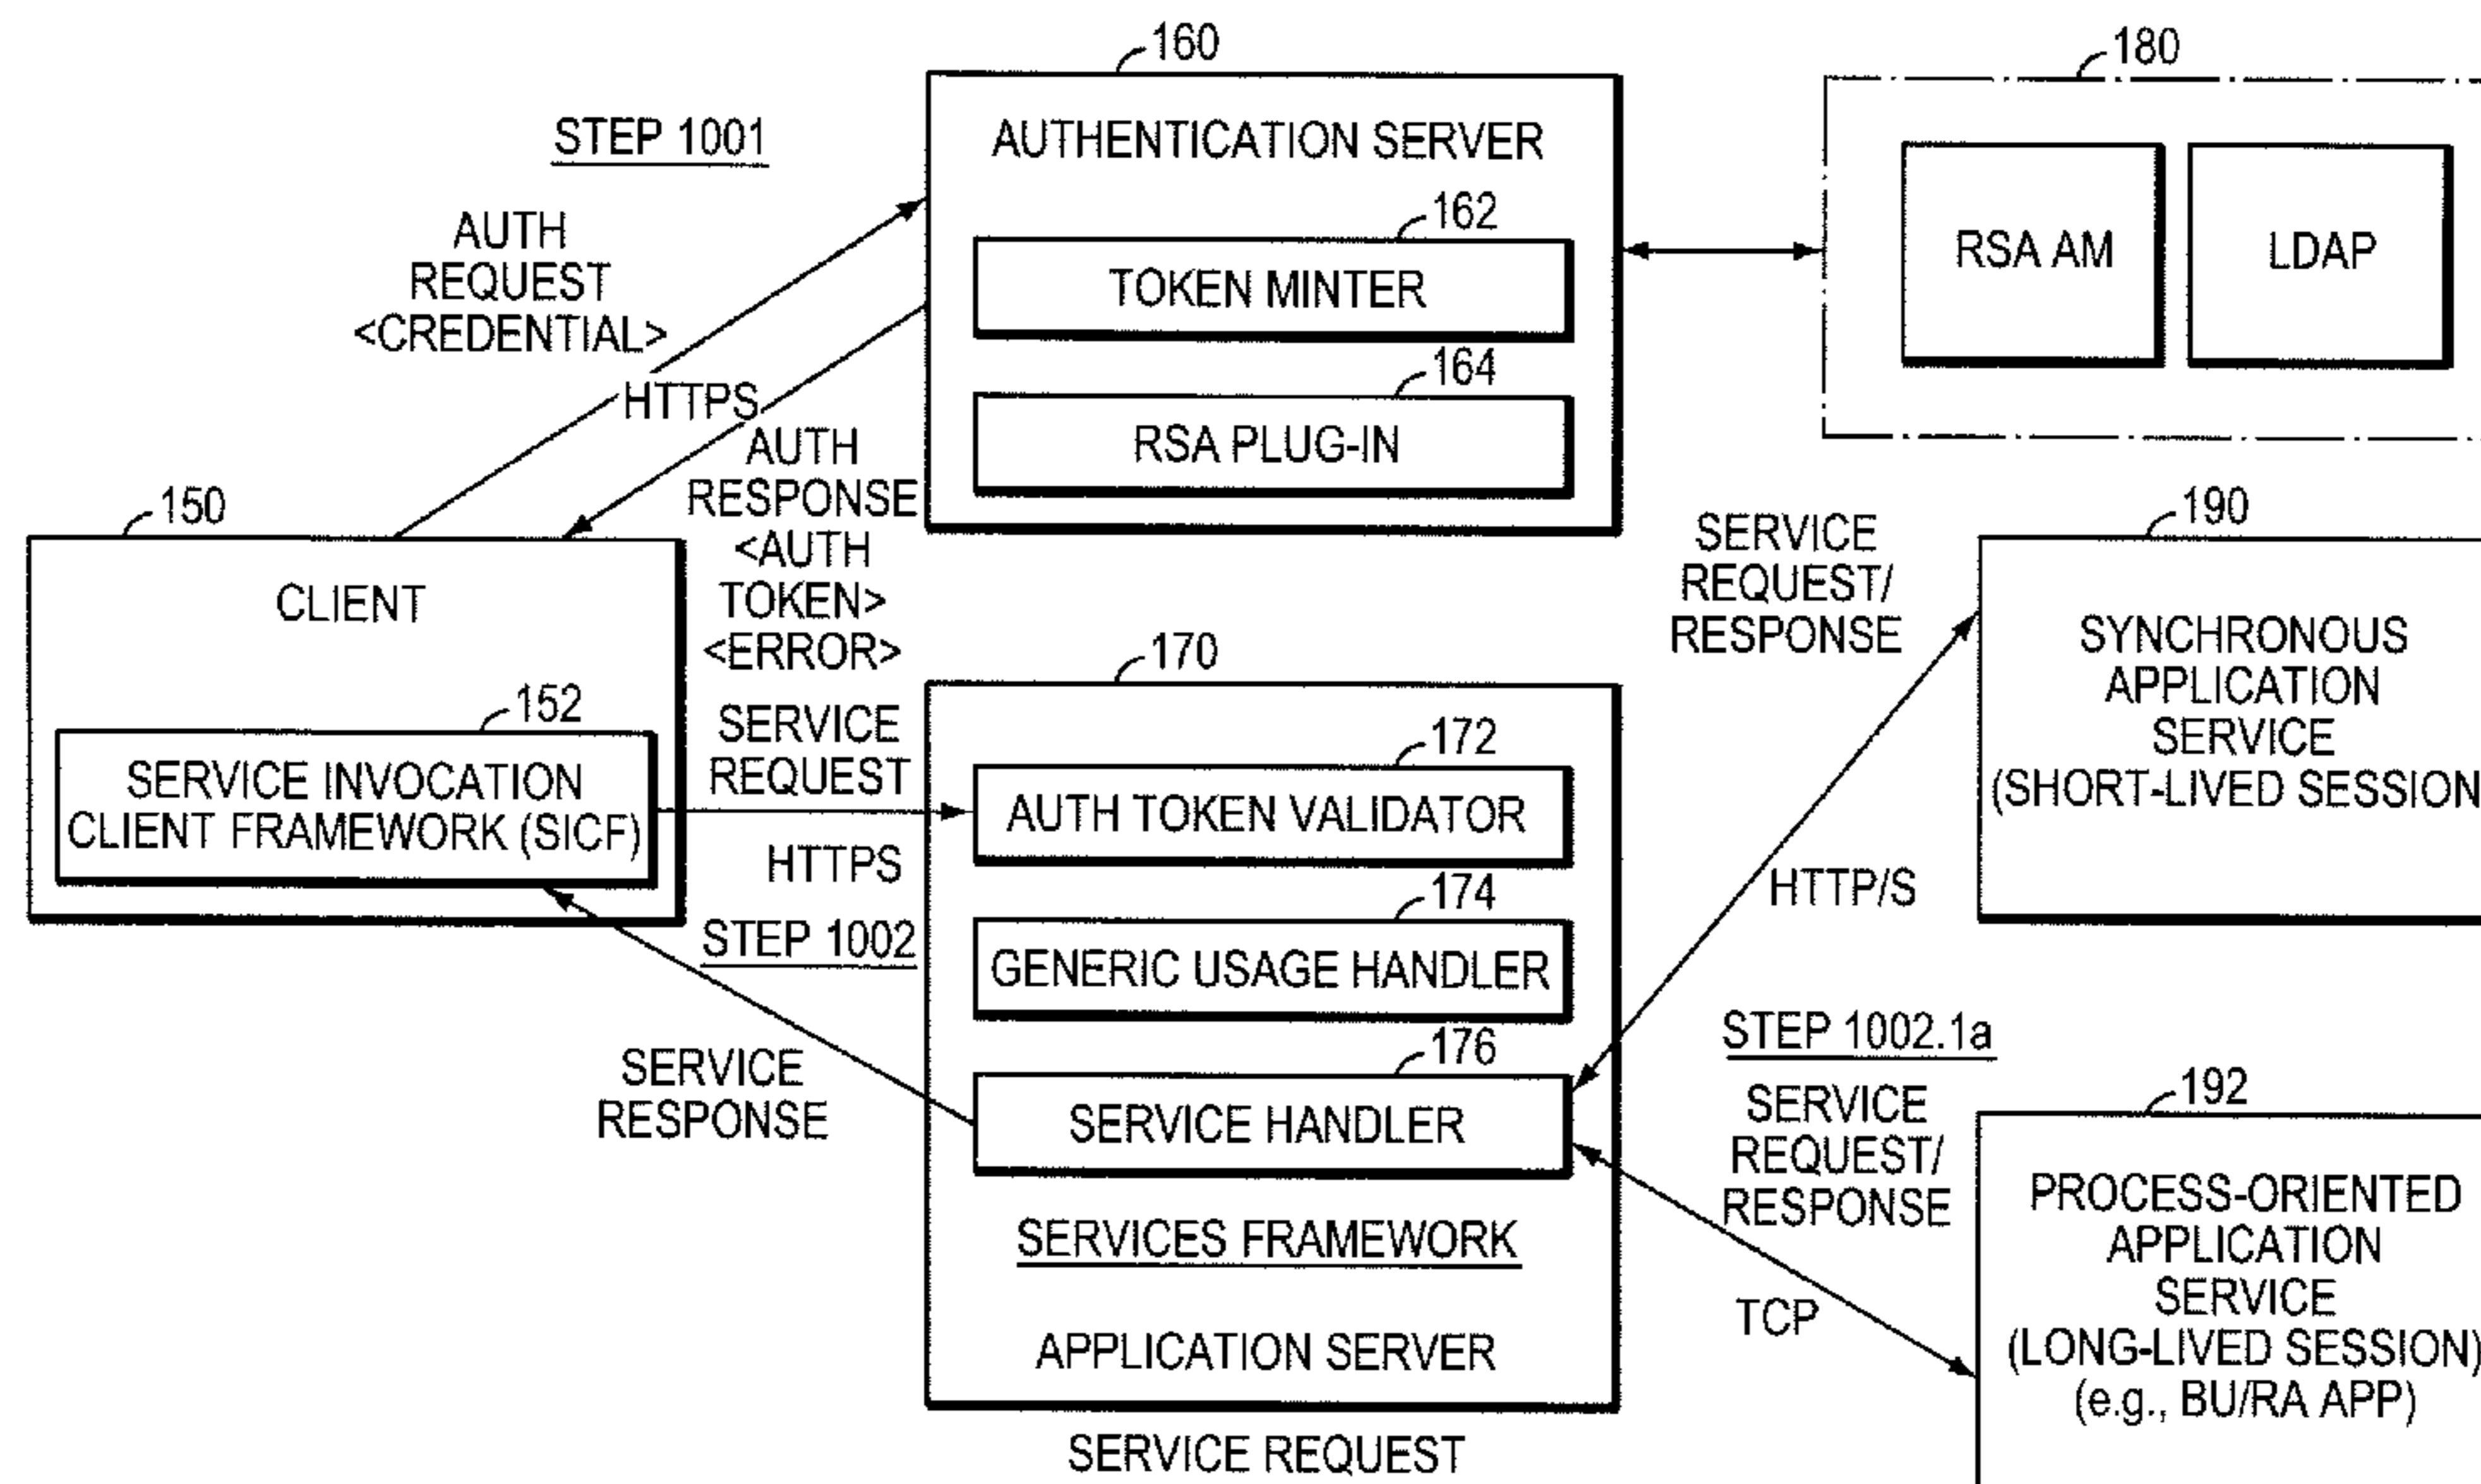 160
180
STEP 1001
AUTHENTICATION SERVER
162
TOKEN MINTER
164
RSA PLUG-IN
RSA AM
LDAP
AUTH
REQUEST
<CREDENTIAL>
HTTPS
AUTH
RESPONSE
<AUTH
TOKEN>
<ERROR>
150
CLIENT
152
SERVICE INVOCATION
CLIENT FRAMEWORK (SICF)
SERVICE
REQUEST
HTTPS
STEP 1002
SERVICE
RESPONSE
170
172
AUTH TOKEN VALIDATOR
174
GENERIC USAGE HANDLER
176
SERVICE HANDLER
SERVICES FRAMEWORK
APPLICATION SERVER
SERVICE REQUEST
SERVICE
REQUEST/
RESPONSE
HTTP/S
190
SYNCHRONOUS
APPLICATION
SERVICE
(SHORT-LIVED SESSION
STEP 1002.1a
SERVICE
REQUEST/
RESPONSE
TCP
192
PROCESS-ORIENTED
APPLICATION
SERVICE
(LONG-LIVED SESSION)
(e.g., BU/RA APP)